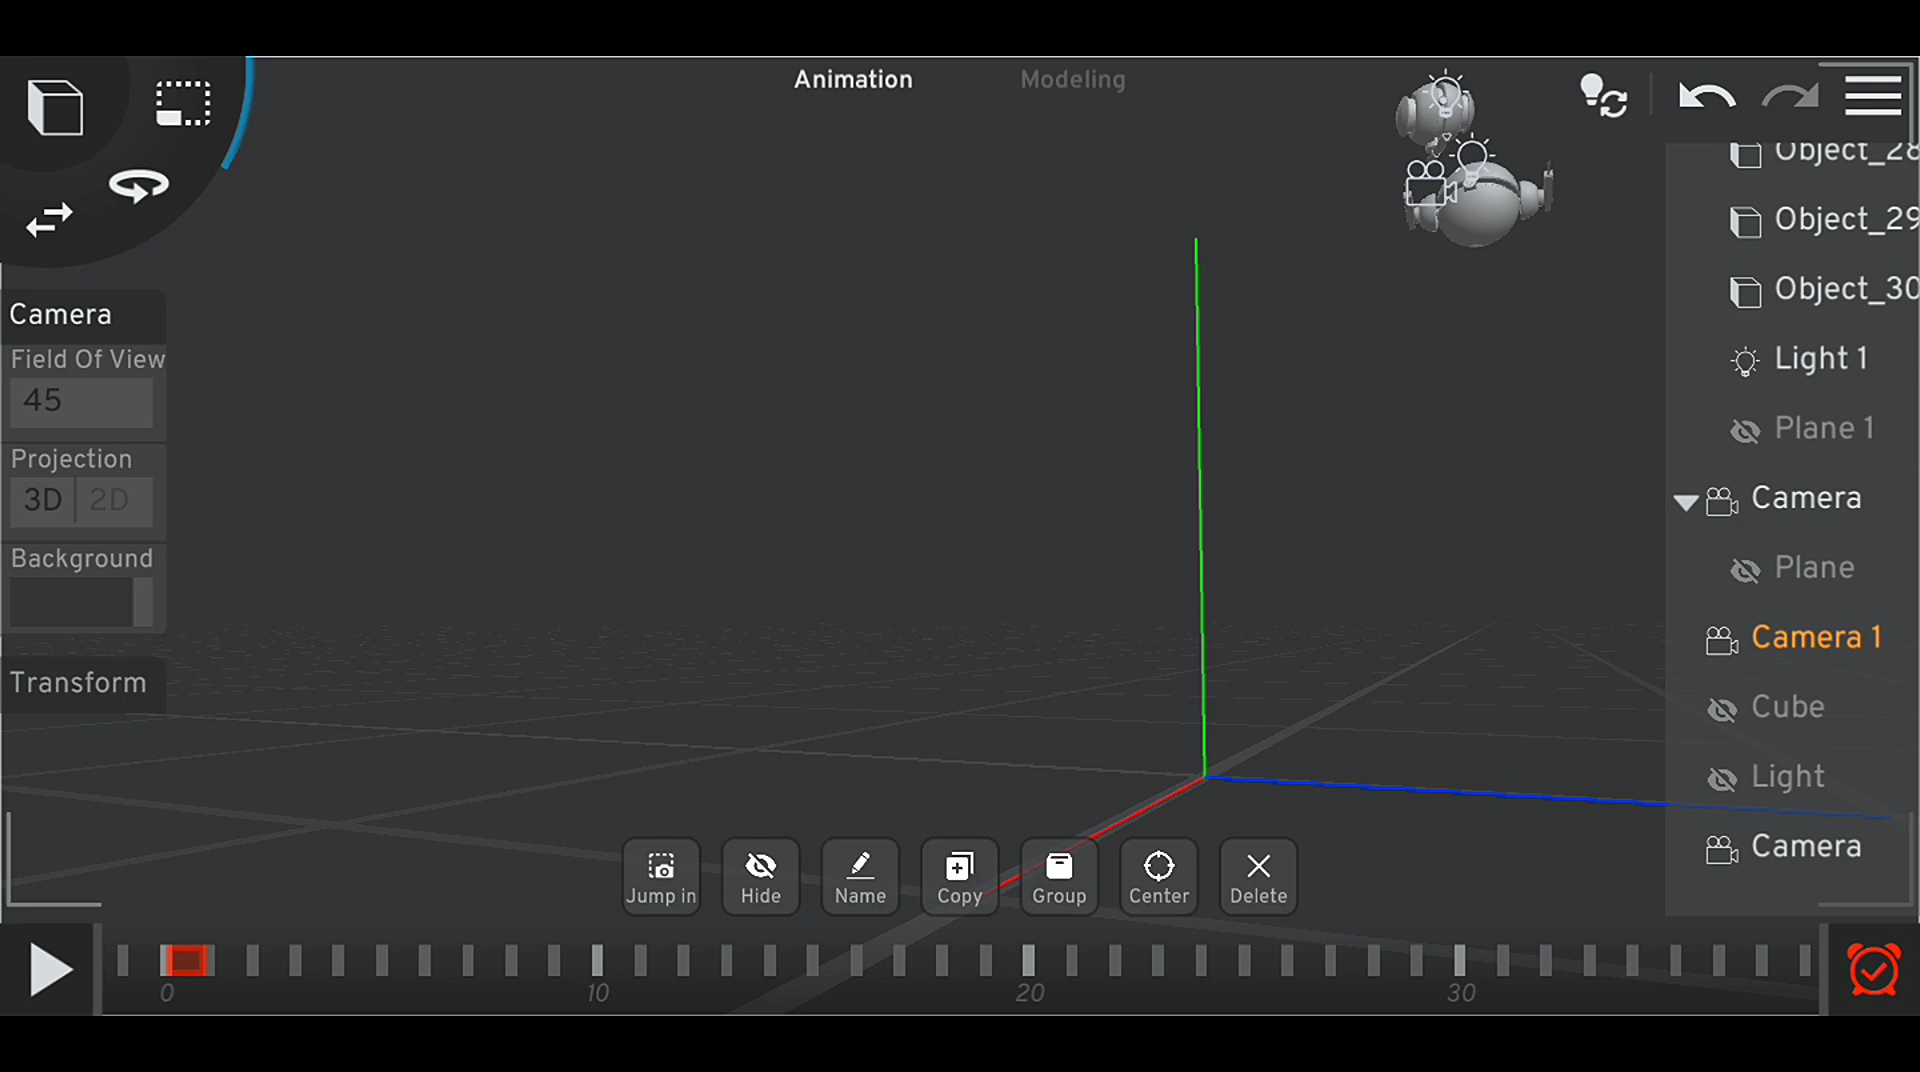 Animation
Modeling
Camera
Field Of View
45
Projection
3D
2D
Background
Transform
Object_28
Object_29
Object_30
Light 1
Plane 1
Camera
Plane
Camera 1
Cube
Light
Camera
Jump in
Hide
Name
Copy
Group
Center
Delete
0
10
20
30